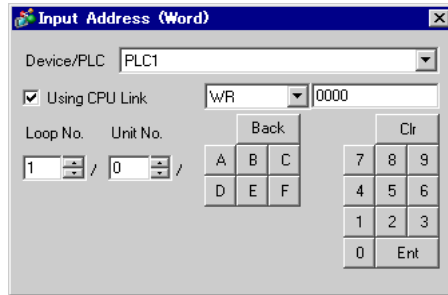 Input Address (Word)
Device/PLC PLC1
Using CPU Link WR 0000
Loop No. Unit No. Back Clr
1 / 0 / A B C 7 8 9
D E F 4 5 6
1 2 3
0 Ent